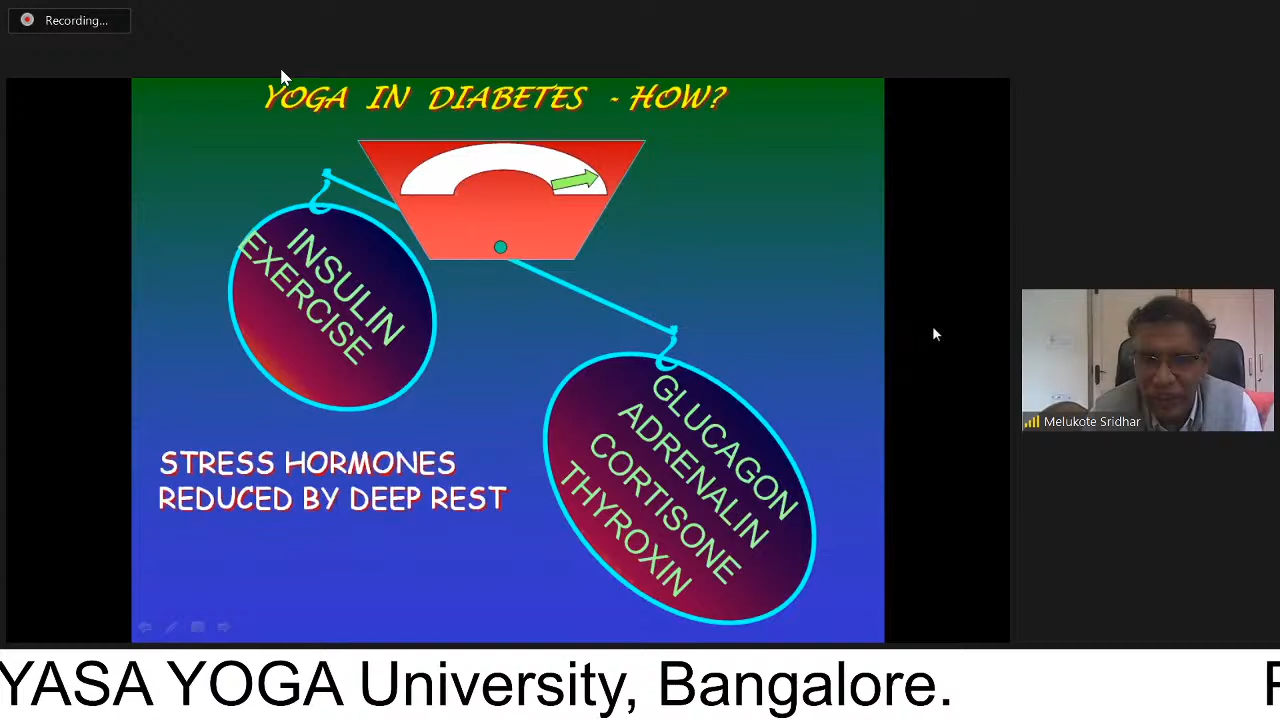 Recording...
YOGA IN DIABETES - HOW?
INSULIN
EXERCISE
GLUCAGON
ADRENALIN
CORTISONE
THYROXIN
STRESS HORMONES
REDUCED BY DEEP REST
Melukote Sridhar
YASA YOGA University, Bangalore.